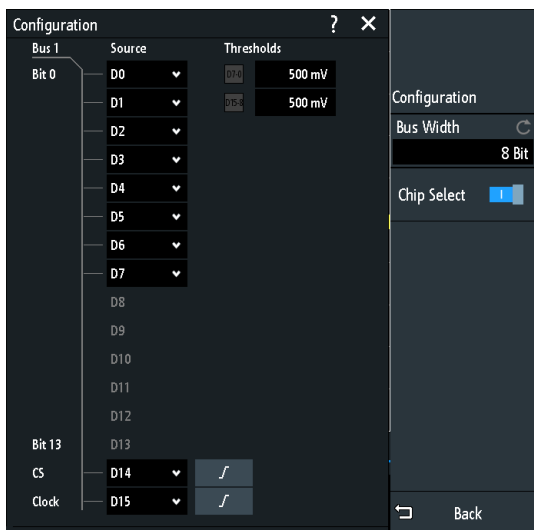 Configuration ? ×
Bus 1 Source Thresholds
Bit 0 D0 D7-0 500 mV
D1 D15-8 500 mV
D2
D3
D4
D5
D6
D7
D8
D9
D10
D11
D12
Bit 13 D13
CS D14
Clock D15
Configuration
Bus Width
8 Bit
Chip Select
Back